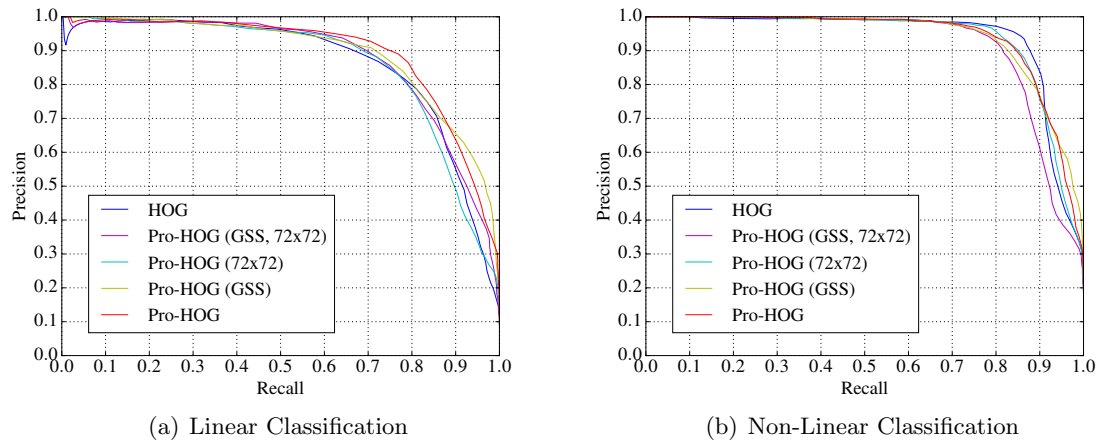 1.0
0.9
0.8
0.7
0.6
0.5
0.4
0.3
0.2
0.1
0.0
Precision
HOG
Pro-HOG (GSS, 72x72)
Pro-HOG (72x72)
Pro-HOG (GSS)
Pro-HOG
0.0 0.1 0.2 0.3 0.4 0.5 0.6 0.7 0.8 0.9 1.0
Recall
(a) Linear Classification
1.0
0.9
0.8
0.7
0.6
0.5
0.4
0.3
0.2
0.1
0.0
Precision
HOG
Pro-HOG (GSS, 72x72)
Pro-HOG (72x72)
Pro-HOG (GSS)
Pro-HOG
0.0 0.1 0.2 0.3 0.4 0.5 0.6 0.7 0.8 0.9 1.0
Recall
(b) Non-Linear Classification